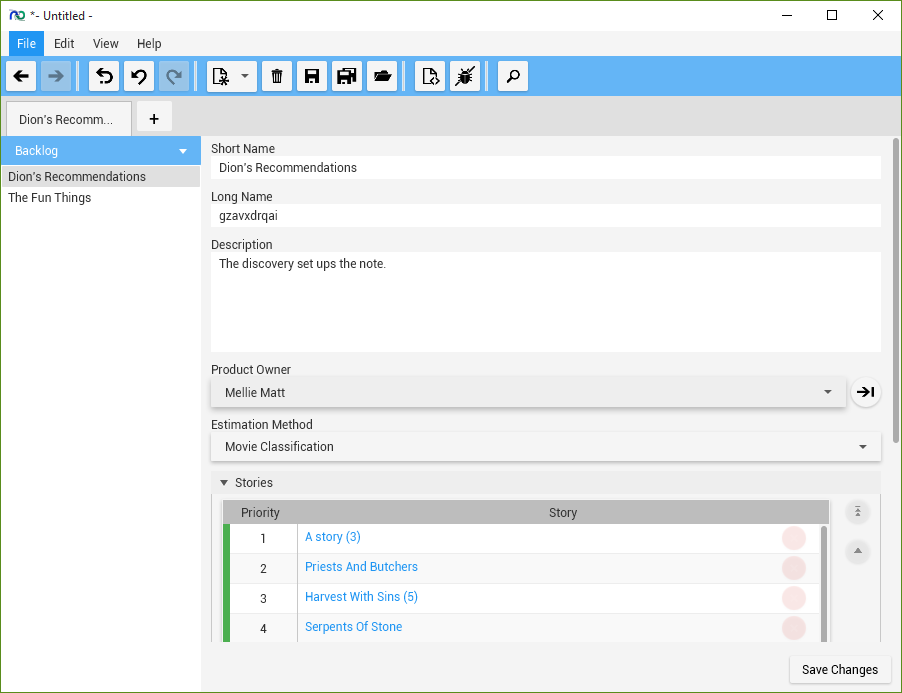 *- Untitled -
File Edit View Help
Dion's Recomm... +
Backlog
Dion's Recommendations
The Fun Things
Short Name
Dion's Recommendations
Long Name
gzavxdrqai
Description
The discovery set ups the note.
Product Owner
Mellie Matt
Estimation Method
Movie Classification
Stories
Priority Story
1 A story (3)
2 Priests And Butchers
3 Harvest With Sins (5)
4 Serpents Of Stone
Save Changes